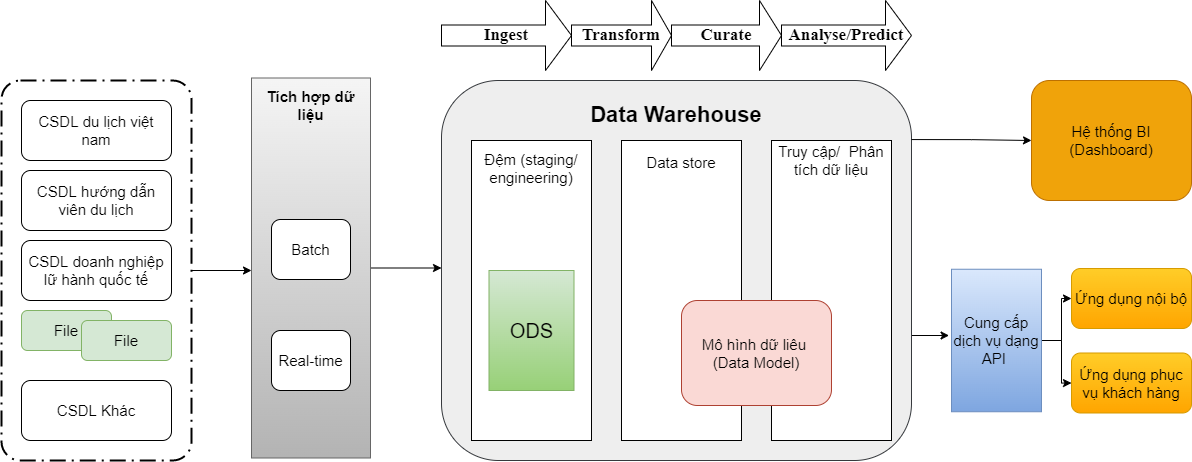 Ingest
Transform
Curate
Analyse/Predict
CSDL du lịch việt
nam
CSDL hướng dẫn
viên du lịch
CSDL doanh nghiệp
lữ hành quốc tế
File
File
CSDL Khác
Tích hợp dữ
liệu
Batch
Real-time
Data Warehouse
Đệm (staging/
engineering)
ODS
Data store
Truy cập/ Phân
tích dữ liệu
Mô hình dữ liêu
(Data Model)
Hệ thống BI
(Dashboard)
Cung cấp
dịch vụ dạng
API
Ứng dụng nội bộ
Ứng dụng phục
vụ khách hàng